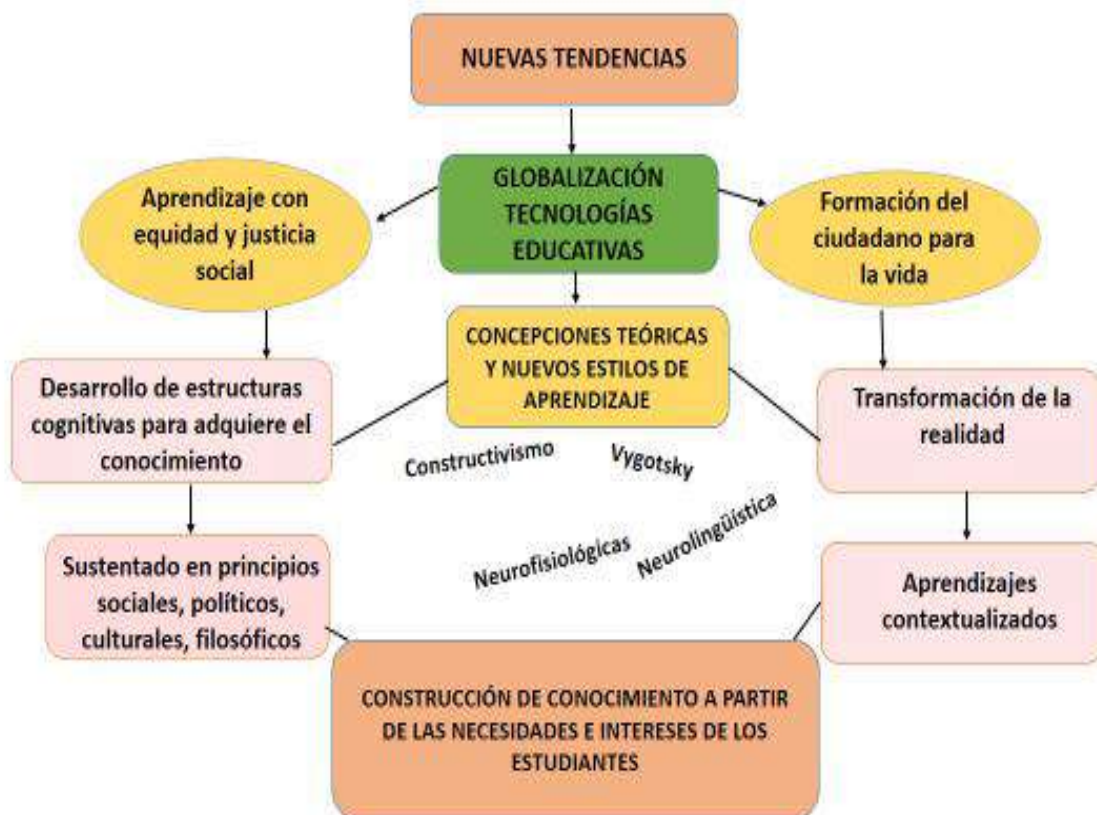 NUEVAS TENDENCIAS
GLOBALIZACIÓN
TECNOLOGÍAS
EDUCATIVAS
Aprendizaje con
equidad y justicia
social
Formación del
ciudadano para
la vida
CONCEPCIONES TEÓRICAS
Y NUEVOS ESTILOS DE
APRENDIZAJE
Desarrollo de estructuras
cognitivas para adquiere el
conocimiento
Transformación de la
realidad
Constructivismo
Vygotsky
Neurofisiológicas
Neurolingüística
Sustentado en principios
sociales, políticos,
culturales, filosóficos
Aprendizajes
contextualizados
CONSTRUCCIÓN DE CONOCIMIENTO A PARTIR
DE LAS NECESIDADES E INTERESES DE LOS
ESTUDIANTES